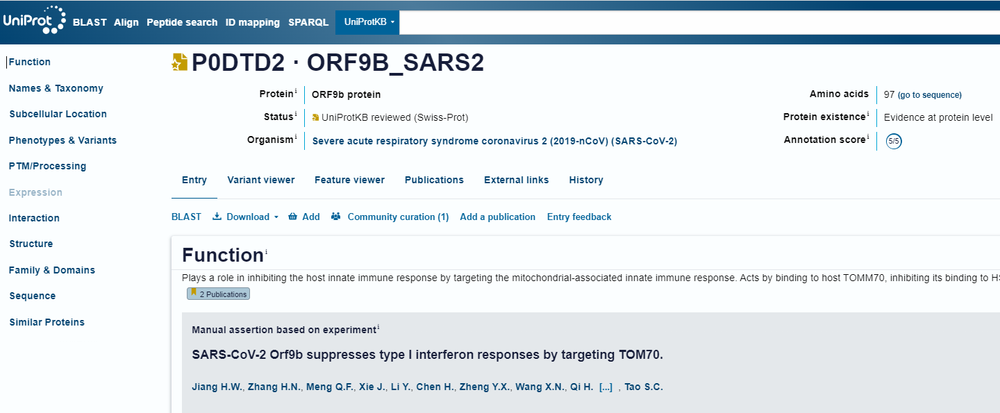 UniProt BLAST Align Peptide search ID mapping SPARQL UniProtKB
Function
Names & Taxonomy
Subcellular Location
Phenotypes & Variants
PTM/Processing
Expression
Interaction
Structure
Family & Domains
Sequence
Similar Proteins
P0DTD2 · ORF9B_SARS2
Protein i ORF9b protein
Status i UniProtKB reviewed (Swiss-Prot)
Organism i Severe acute respiratory syndrome coronavirus 2 (2019-nCoV) (SARS-CoV-2)
Amino acids 97 (go to sequence)
Protein existence i Evidence at protein level
Annotation score i 5/5
Entry Variant viewer Feature viewer Publications External links History
BLAST Download Add Community curation (1) Add a publication Entry feedback
Function i
Plays a role in inhibiting the host innate immune response by targeting the mitochondrial-associated innate immune response. Acts by binding to host TOMM70, inhibiting its binding to
2 Publications
Manual assertion based on experiment i
SARS-CoV-2 Orf9b suppresses type I interferon responses by targeting TOM70.
Jiang H.W., Zhang H.N., Meng Q.F., Xie J., Li Y., Chen H., Zheng Y.X., Wang X.N., Qi H. [...] , Tao S.C.